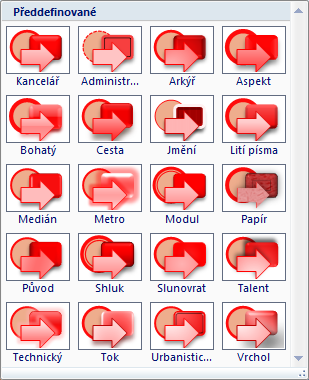 Předdefinované
Kancelář Administr... Arkýř Aspekt
Bohatý Cesta Jmění Lití písma
Medián Metro Modul Papír
Původ Shluk Slunovrat Talent
Technický Tok Urbanistic... Vrchol